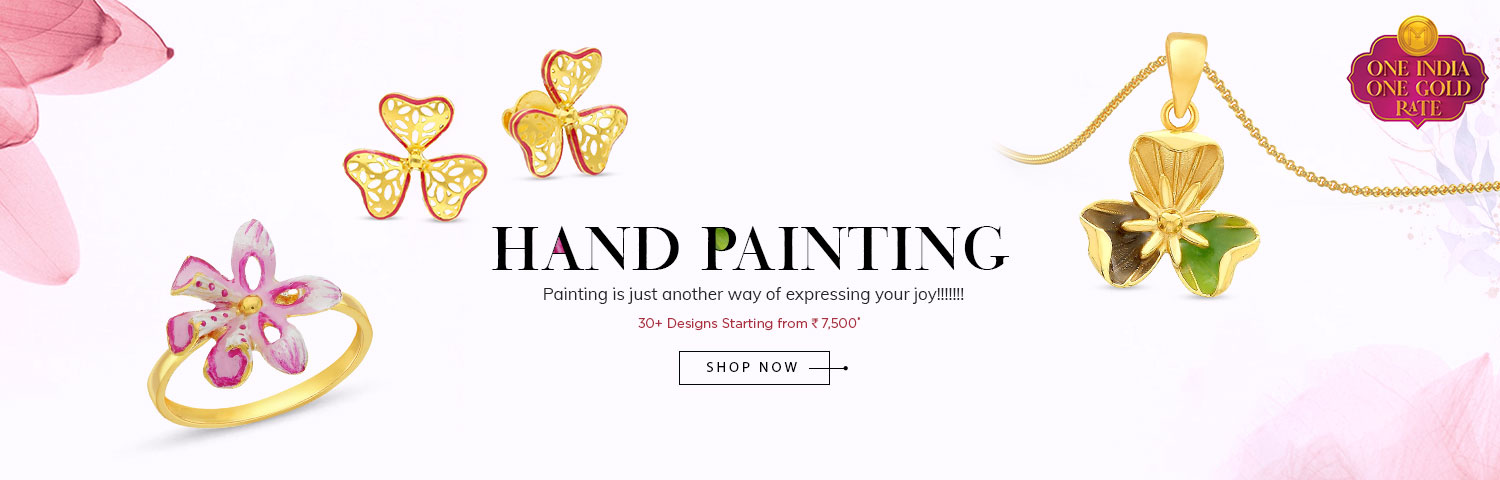 ONE INDIA
ONE GOLD
RATE
HAND PAINTING
Painting is just another way of expressing your joy!!!!!!!
30+ Designs Starting from ₹ 7,500*
SHOP NOW